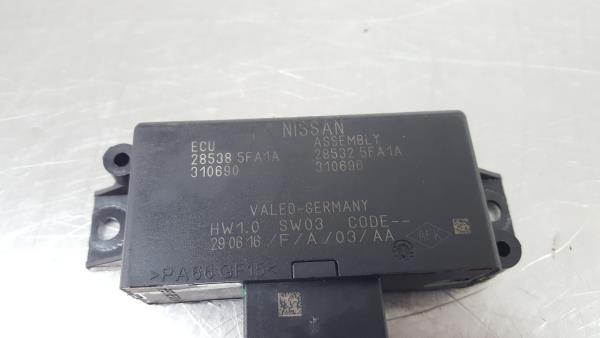 NISSAN
ECU ASSEMBLY
28538 5FA1A 28532 5FA1A
310690 310696
VALEO-GERMANY
HW1.0 SW03 CODE--
29 06 16 /F/A/03/AA
>PA66-GF15<